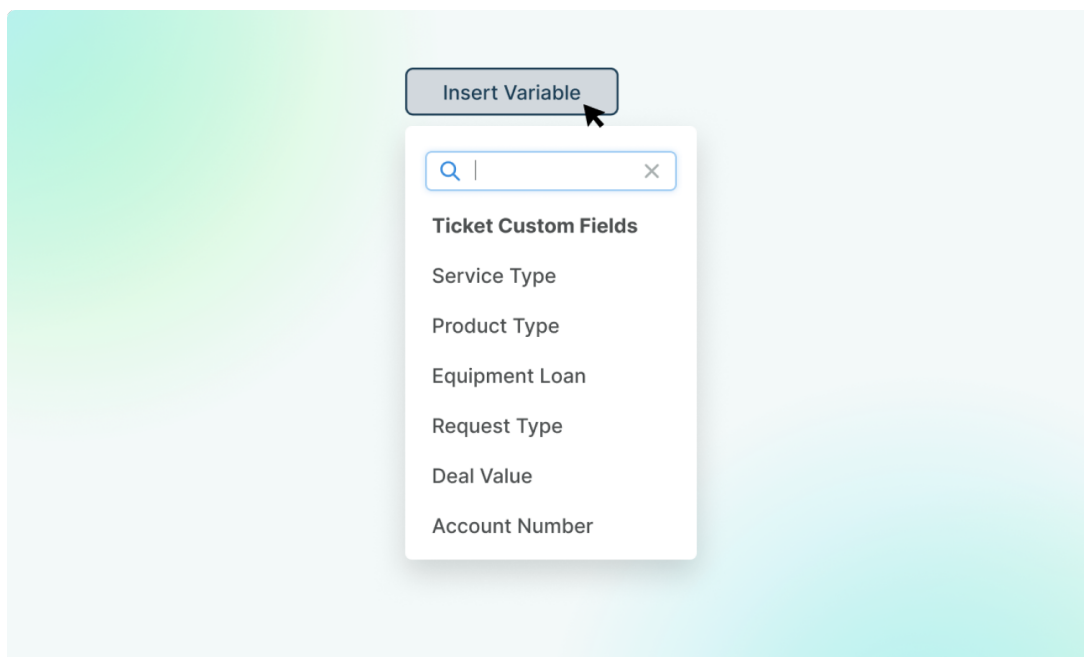 Insert Variable
Ticket Custom Fields
Service Type
Product Type
Equipment Loan
Request Type
Deal Value
Account Number